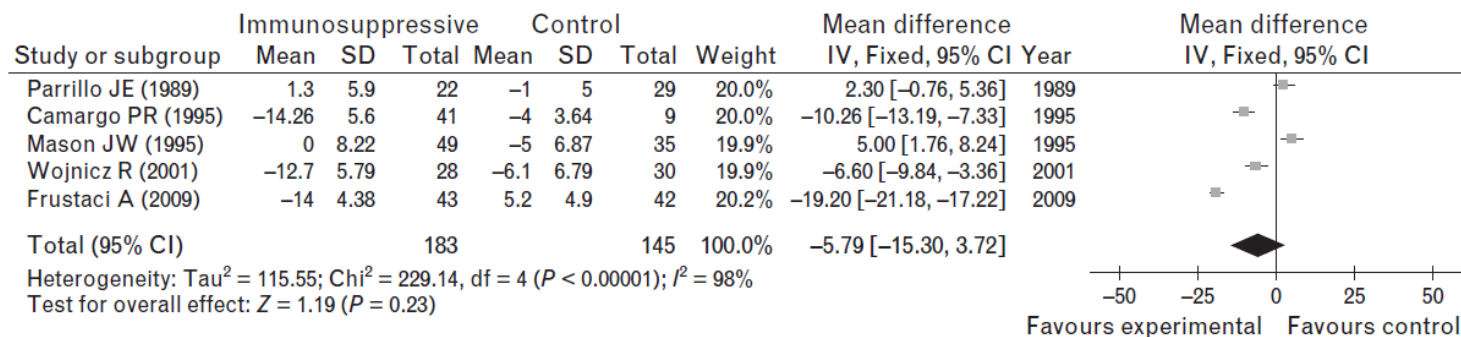 Immunosuppressive Control Mean difference Mean difference
Study or subgroup Mean SD Total Mean SD Total Weight IV, Fixed, 95% CI Year IV, Fixed, 95% CI
Parrillo JE (1989) 1.3 5.9 22 −1 5 29 20.0% 2.30 [−0.76, 5.36] 1989
Camargo PR (1995) −14.26 5.6 41 −4 3.64 9 20.0% −10.26 [−13.19, −7.33] 1995
Mason JW (1995) 0 8.22 49 −5 6.87 35 19.9% 5.00 [1.76, 8.24] 1995
Wojnicz R (2001) −12.7 5.79 28 −6.1 6.79 30 19.9% −6.60 [−9.84, −3.36] 2001
Frustaci A (2009) −14 4.38 43 5.2 4.9 42 20.2% −19.20 [−21.18, −17.22] 2009
Total (95% CI) 183 145 100.0% −5.79 [−15.30, 3.72]
Heterogeneity: Tau² = 115.55; Chi² = 229.14, df = 4 (P < 0.00001); I² = 98%
Test for overall effect: Z = 1.19 (P = 0.23)
−50 −25 0 25 50
Favours experimental Favours control